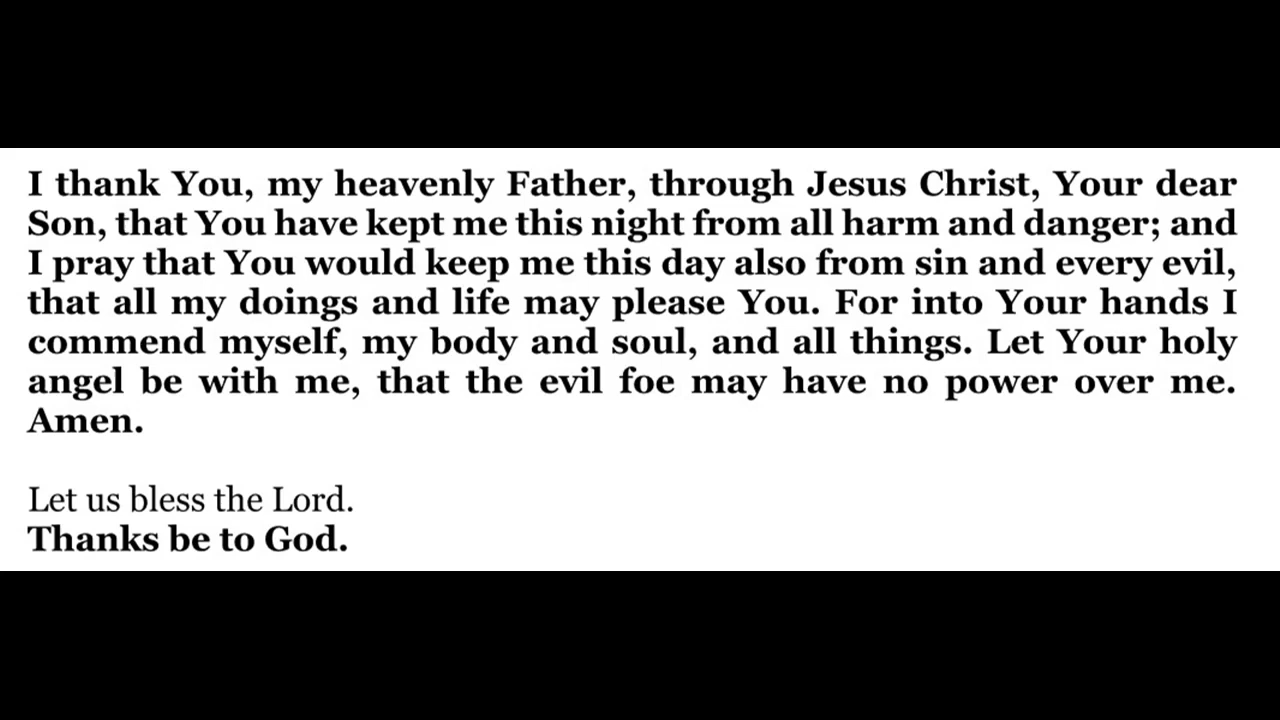 I thank You, my heavenly Father, through Jesus Christ, Your dear
Son, that You have kept me this night from all harm and danger; and
I pray that You would keep me this day also from sin and every evil,
that all my doings and life may please You. For into Your hands I
commend myself, my body and soul, and all things. Let Your holy
angel be with me, that the evil foe may have no power over me.
Amen.
Let us bless the Lord.
Thanks be to God.